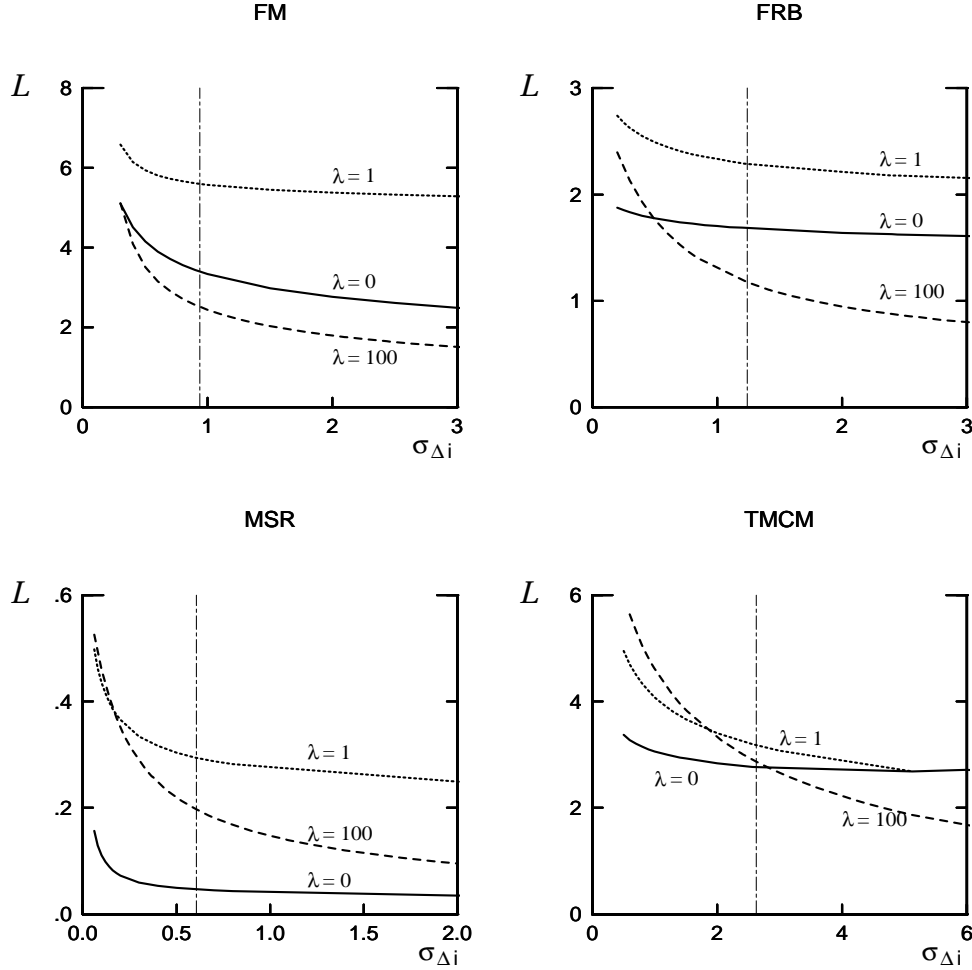 FM
L
8
6
4
2
0
λ = 1
λ = 0
λ = 100
0 1 2 3
σΔi
FRB
L
3
2
1
0
λ = 1
λ = 0
λ = 100
0 1 2 3
σΔi
MSR
L
.6
.4
.2
.0
λ = 1
λ = 100
λ = 0
0.0 0.5 1.0 1.5 2.0
σΔi
TMCM
L
6
4
2
0
λ = 1
λ = 0
λ = 100
0 2 4 6
σΔi